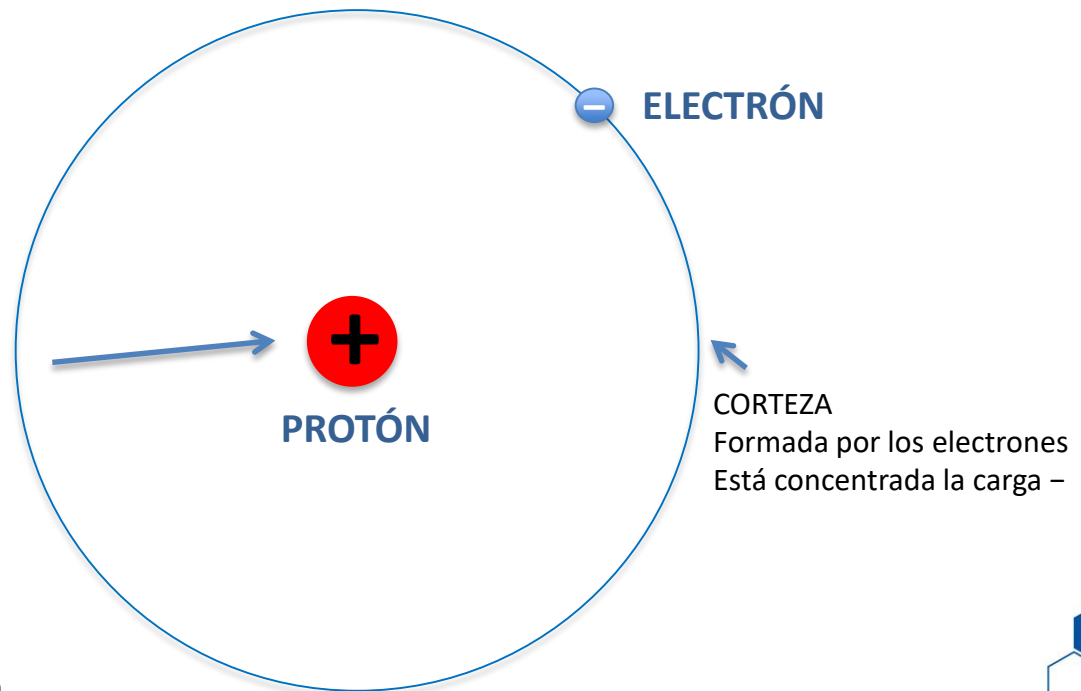 −
ELECTRÓN
+
PROTÓN
CORTEZA
Formada por los electrones
Está concentrada la carga −